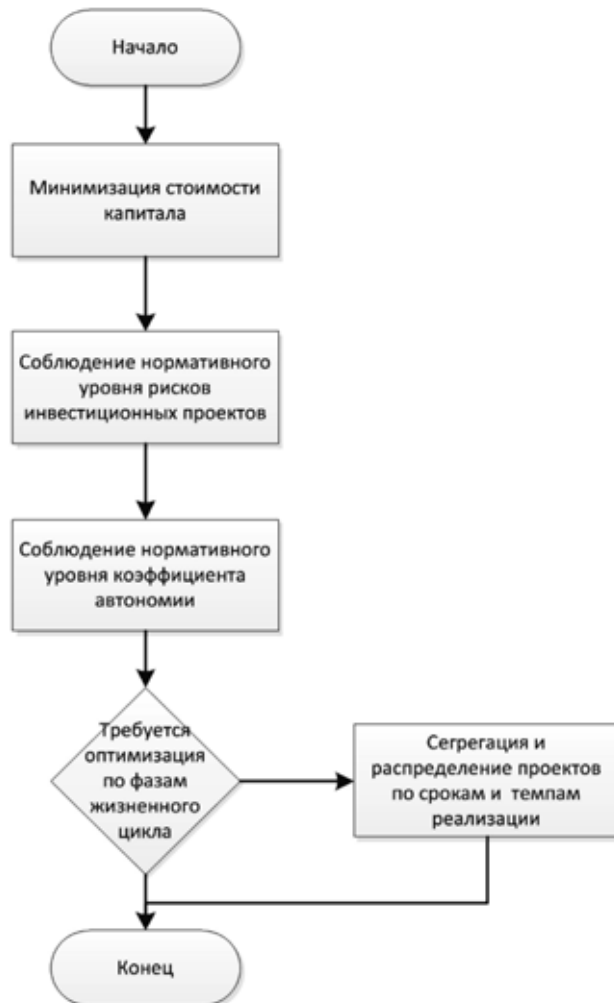 Начало
Минимизация стоимости
капитала
Соблюдение нормативного
уровня рисков
инвестиционных проектов
Соблюдение нормативного
уровня коэффициента
автономии
Требуется
оптимизация
по фазам
жизненного
цикла
Сегрегация и
распределение проектов
по срокам и темпам
реализации
Конец